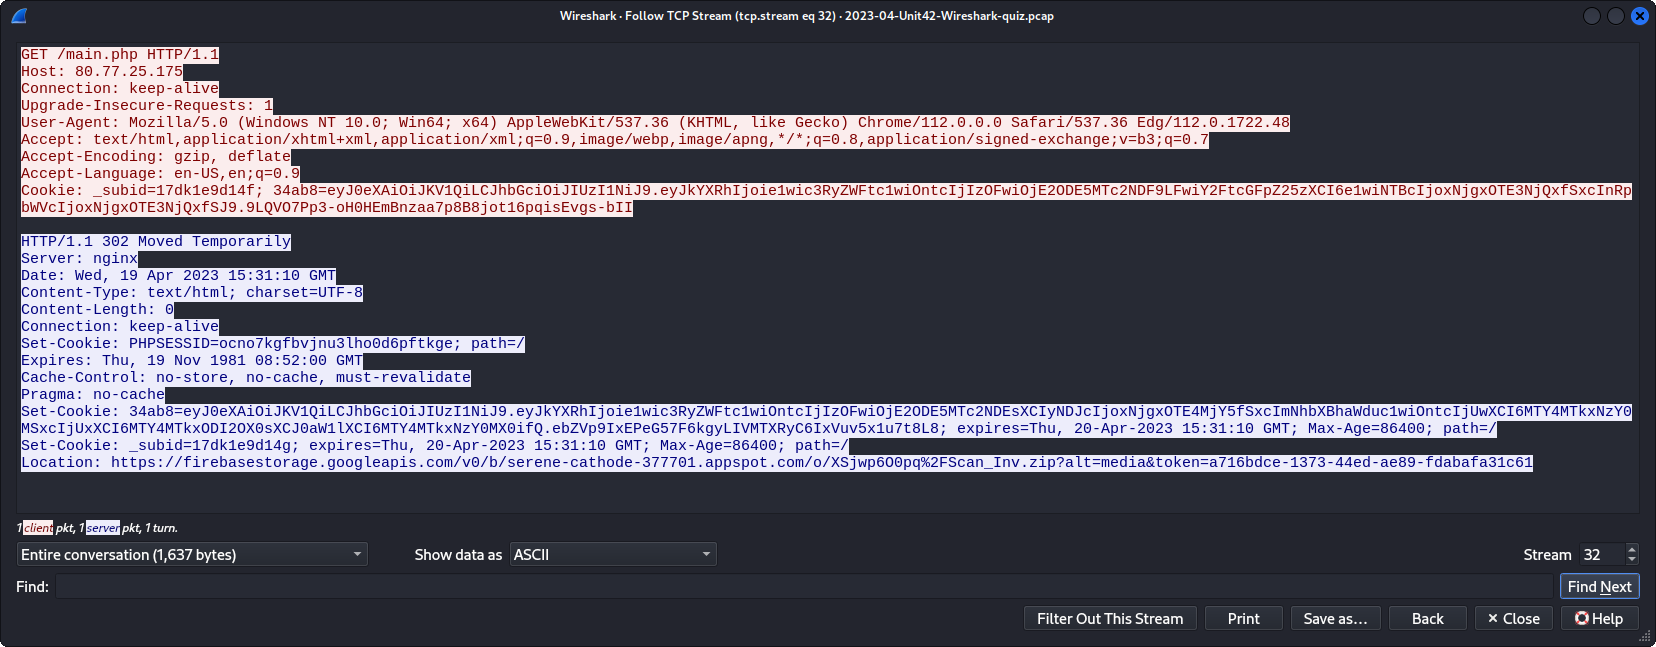 Wireshark · Follow TCP Stream (tcp.stream eq 32) · 2023-04-Unit42-Wireshark-quiz.pcap
GET /main.php HTTP/1.1
Host: 80.77.25.175
Connection: keep-alive
Upgrade-Insecure-Requests: 1
User-Agent: Mozilla/5.0 (Windows NT 10.0; Win64; x64) AppleWebKit/537.36 (KHTML, like Gecko) Chrome/112.0.0.0 Safari/537.36 Edg/112.0.1722.48
Accept: text/html,application/xhtml+xml,application/xml;q=0.9,image/webp,image/apng,*/*;q=0.8,application/signed-exchange;v=b3;q=0.7
Accept-Encoding: gzip, deflate
Accept-Language: en-US,en;q=0.9
Cookie: _subid=17dk1e9d14f; 34ab8=eyJ0eXAiOiJKV1QiLCJhbGciOiJIUzI1NiJ9.eyJkYXRhIjoie1wic3RyZWFtc1wiOntcIjIzOFwiOjE2ODE5MTc2NDF9LFwiY2FtcGFpZ25zXCI6e1wiNTBcIjoxNjgxOTE3NjQxfSxcInRp
bWVcIjoxNjgxOTE3NjQxfSJ9.9LQVO7Pp3-oH0HEmBnzaa7p8B8jot16pqisEvgs-bII
HTTP/1.1 302 Moved Temporarily
Server: nginx
Date: Wed, 19 Apr 2023 15:31:10 GMT
Content-Type: text/html; charset=UTF-8
Content-Length: 0
Connection: keep-alive
Set-Cookie: PHPSESSID=ocno7kgfbvjnu3lho0d6pftkge; path=/
Expires: Thu, 19 Nov 1981 08:52:00 GMT
Cache-Control: no-store, no-cache, must-revalidate
Pragma: no-cache
Set-Cookie: 34ab8=eyJ0eXAiOiJKV1QiLCJhbGciOiJIUzI1NiJ9.eyJkYXRhIjoie1wic3RyZWFtc1wiOntcIjIzOFwiOjE2ODE5MTc2NDEsXCIyNDJcIjoxNjgxOTE4MjY5fSxcImNhbXBhaWduc1wiOntcIjUwXCI6MTY4MTkxNzY0
MSxcIjUxXCI6MTY4MTkxODI2OX0sXCJ0aW1lXCI6MTY4MTkxNzY0MX0ifQ.ebZVp9IxEPeG57F6kgyLIVMTXRyC6IxVuv5x1u7t8L8; expires=Thu, 20-Apr-2023 15:31:10 GMT; Max-Age=86400; path=/
Set-Cookie: _subid=17dk1e9d14g; expires=Thu, 20-Apr-2023 15:31:10 GMT; Max-Age=86400; path=/
Location: https://firebasestorage.googleapis.com/v0/b/serene-cathode-377701.appspot.com/o/XSjwp6O0pq%2FScan_Inv.zip?alt=media&token=a716bdce-1373-44ed-ae89-fdabafa31c61
1 client pkt, 1 server pkt, 1 turn.
Entire conversation (1,637 bytes) Show data as ASCII Stream 32
Find: Find Next
Filter Out This Stream Print Save as… Back × Close Help